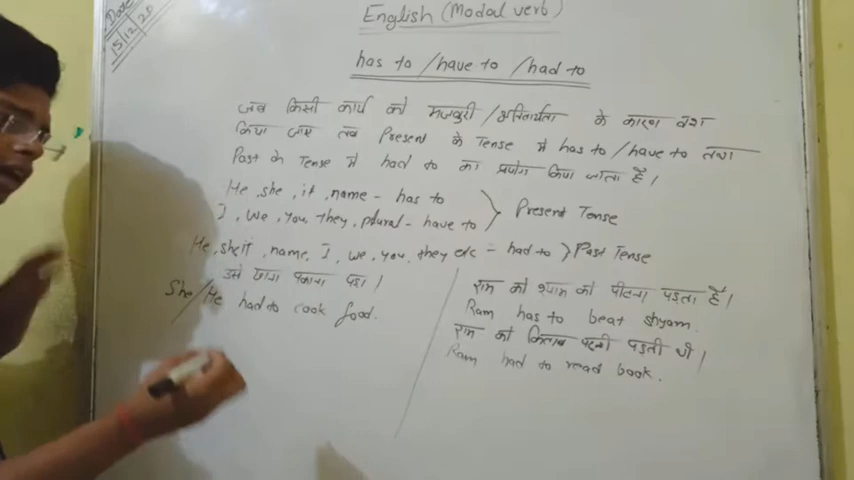 Date
15/12/20
English (Modal verb)
has to / have to / had to
जब किसी कार्य को मजबुरी / अनिवार्यता के कारण वश
किया जाए तब Present के Tense में has to / have to तथा
Past के Tense में had to का प्रयोग किया जाता है।
He, she, it, name - has to
I, We, You, They, plural - have to
Present Tense
He, she it, name, I, we, you, they etc - had to } Past Tense
उसे खाना पकाना पड़ा।
She/He had to cook food.
राम को श्याम को पीटना पड़ता है।
Ram has to beat shyam.
राम को किताब पढ़नी पड़ती थी।
Ram had to read book.